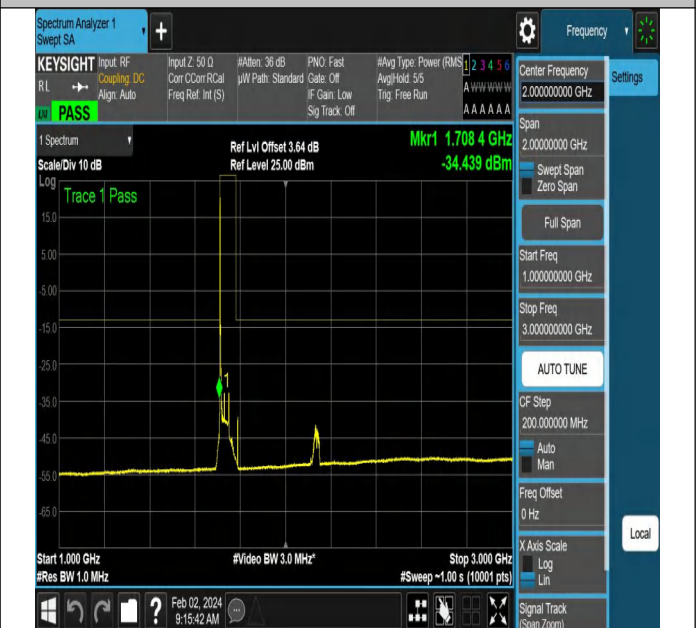 Spectrum Analyzer 1
Swept SA
Frequency
KEYSIGHT
RL
Input: RF
Coupling: DC
Align: Auto
Input Z: 50 Ω
Corr CCorr RCal
Freq Ref: Int (S)
#Atten: 36 dB
µW Path: Standard
PNO: Fast
Gate: Off
IF Gain: Low
Sig Track: Off
#Avg Type: Power (RMS
Avg|Hold: 5/5
Trig: Free Run
1 2 3 4 5 6
A W W W W W
A A A A A A
PASS
1 Spectrum
Scale/Div 10 dB
Ref Lvl Offset 3.64 dB
Ref Level 25.00 dBm
Mkr1 1.708 4 GHz
-34.439 dBm
Log
Trace 1 Pass
15.0
5.00
-5.00
-15.0
-25.0
-35.0
-45.0
-55.0
-65.0
1
Start 1.000 GHz
#Res BW 1.0 MHz
#Video BW 3.0 MHz*
Stop 3.000 GHz
#Sweep ~1.00 s (10001 pts)
Feb 02, 2024
9:15:42 AM
Settings
Center Frequency
2.000000000 GHz
Span
2.00000000 GHz
Swept Span
Zero Span
Full Span
Start Freq
1.000000000 GHz
Stop Freq
3.000000000 GHz
AUTO TUNE
CF Step
200.000000 MHz
Auto
Man
Freq Offset
0 Hz
X Axis Scale
Log
Lin
Signal Track
(Span Zoom)
Local